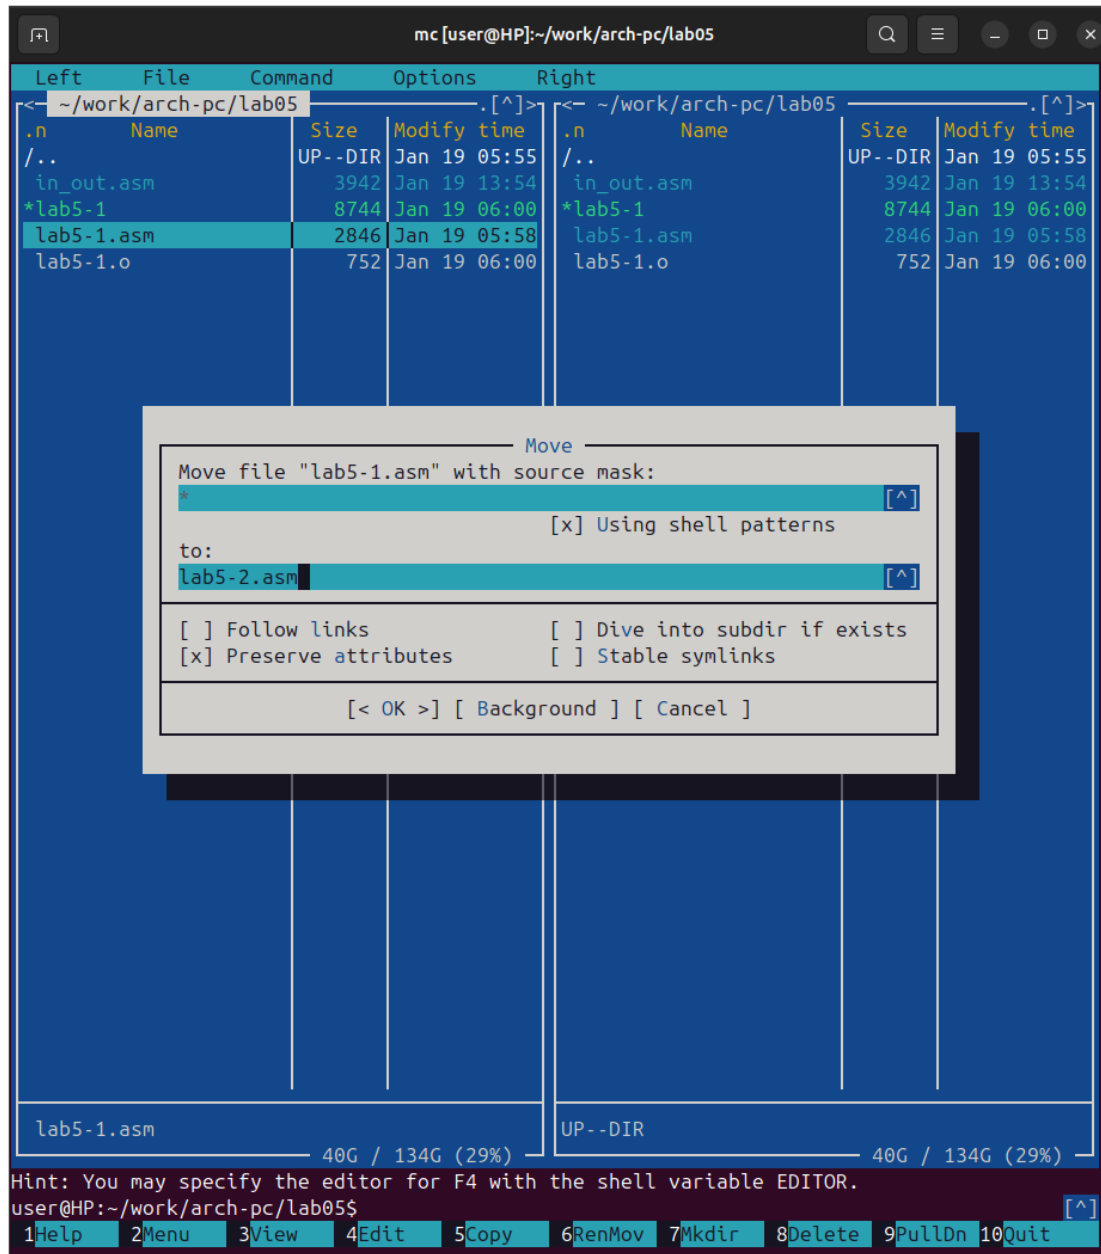 mc [user@HP]:~/work/arch-pc/lab05
Left File Command Options Right
<─ ~/work/arch-pc/lab05 ─.[^]> <─ ~/work/arch-pc/lab05 ─.[^]>
.n Name Size Modify time .n Name Size Modify time
/.. UP--DIR Jan 19 05:55 /.. UP--DIR Jan 19 05:55
in_out.asm 3942 Jan 19 13:54 in_out.asm 3942 Jan 19 13:54
*lab5-1 8744 Jan 19 06:00 *lab5-1 8744 Jan 19 06:00
lab5-1.asm 2846 Jan 19 05:58 lab5-1.asm 2846 Jan 19 05:58
lab5-1.o 752 Jan 19 06:00 lab5-1.o 752 Jan 19 06:00
Move
Move file "lab5-1.asm" with source mask:
* [^]
[x] Using shell patterns
to:
lab5-2.asm [^]
[ ] Follow links [ ] Dive into subdir if exists
[x] Preserve attributes [ ] Stable symlinks
[< OK >] [ Background ] [ Cancel ]
lab5-1.asm UP--DIR
40G / 134G (29%) 40G / 134G (29%)
Hint: You may specify the editor for F4 with the shell variable EDITOR.
user@HP:~/work/arch-pc/lab05$ [^]
1Help 2Menu 3View 4Edit 5Copy 6RenMov 7Mkdir 8Delete 9PullDn 10Quit